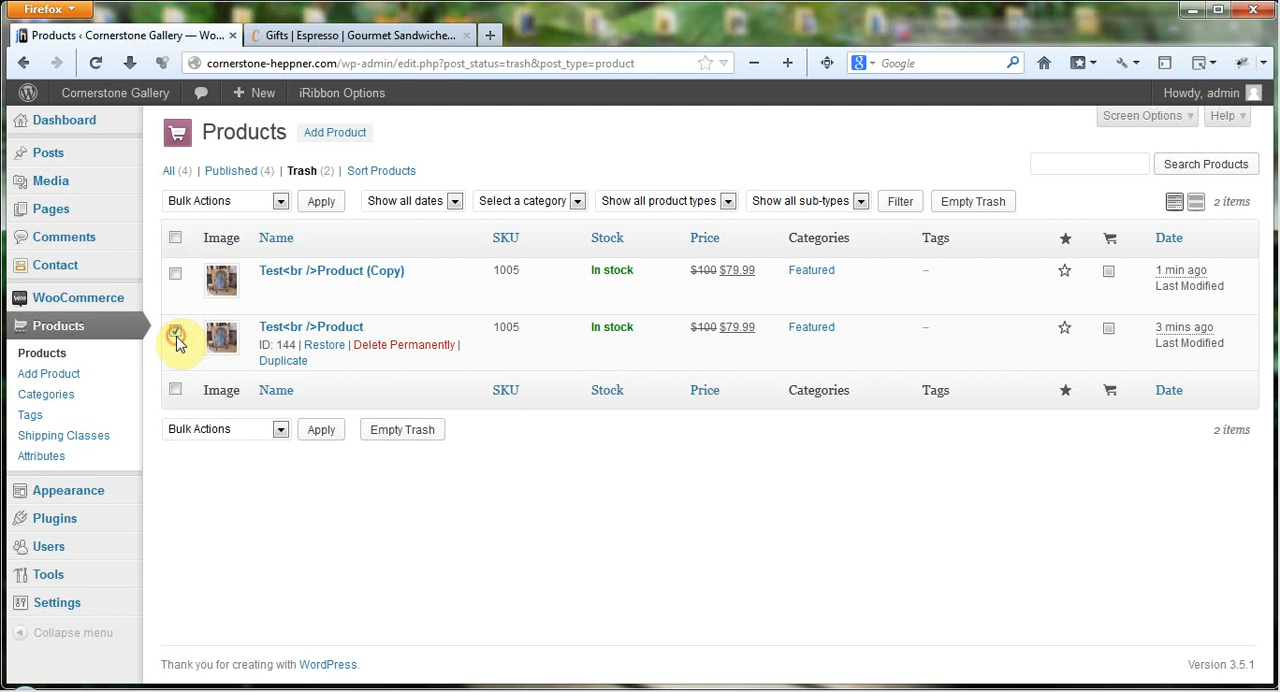 Firefox
Products ‹ Cornerstone Gallery — Wo...
Gifts | Espresso | Gourmet Sandwiche...
cornerstone-heppner.com/wp-admin/edit.php?post_status=trash&post_type=product
Google
Cornerstone Gallery
New
iRibbon Options
Howdy, admin
Dashboard
Posts
Media
Pages
Comments
Contact
WooCommerce
Products
Products
Add Product
Categories
Tags
Shipping Classes
Attributes
Appearance
Plugins
Users
Tools
Settings
Collapse menu
Screen Options
Help
Products
Add Product
All (4) | Published (4) | Trash (2) | Sort Products
Search Products
Bulk Actions
Apply
Show all dates
Select a category
Show all product types
Show all sub-types
Filter
Empty Trash
2 items
Image Name SKU Stock Price Categories Tags Date
Test<br />Product (Copy) 1005 In stock $100 $79.99 Featured – 1 min ago
Last Modified
Test<br />Product 1005 In stock $100 $79.99 Featured – 3 mins ago
ID: 144 | Restore | Delete Permanently | Last Modified
Duplicate
Image Name SKU Stock Price Categories Tags Date
Bulk Actions
Apply
Empty Trash
2 items
Thank you for creating with WordPress.
Version 3.5.1